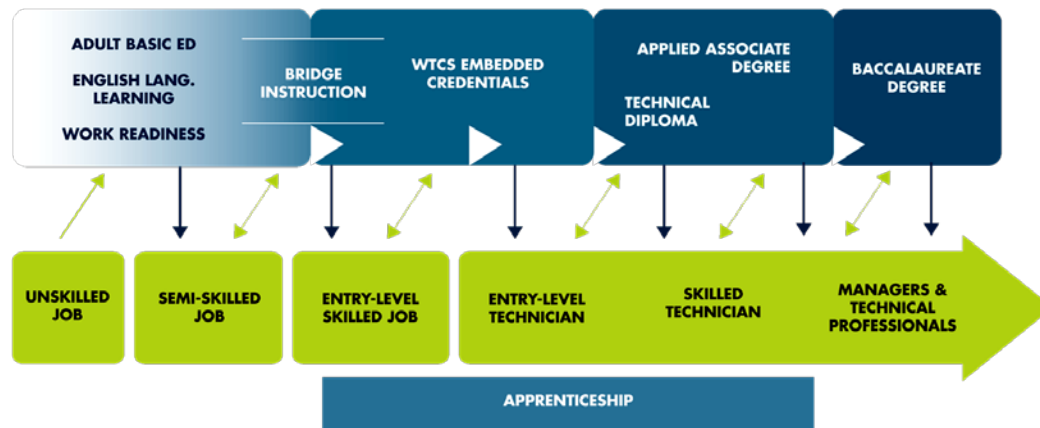 ADULT BASIC ED
ENGLISH LANG.
LEARNING
WORK READINESS
BRIDGE
INSTRUCTION
WTCS EMBEDDED
CREDENTIALS
APPLIED ASSOCIATE
DEGREE
TECHNICAL
DIPLOMA
BACCALAUREATE
DEGREE
UNSKILLED
JOB
SEMI-SKILLED
JOB
ENTRY-LEVEL
SKILLED JOB
ENTRY-LEVEL
TECHNICIAN
SKILLED
TECHNICIAN
MANAGERS &
TECHNICAL
PROFESSIONALS
APPRENTICESHIP